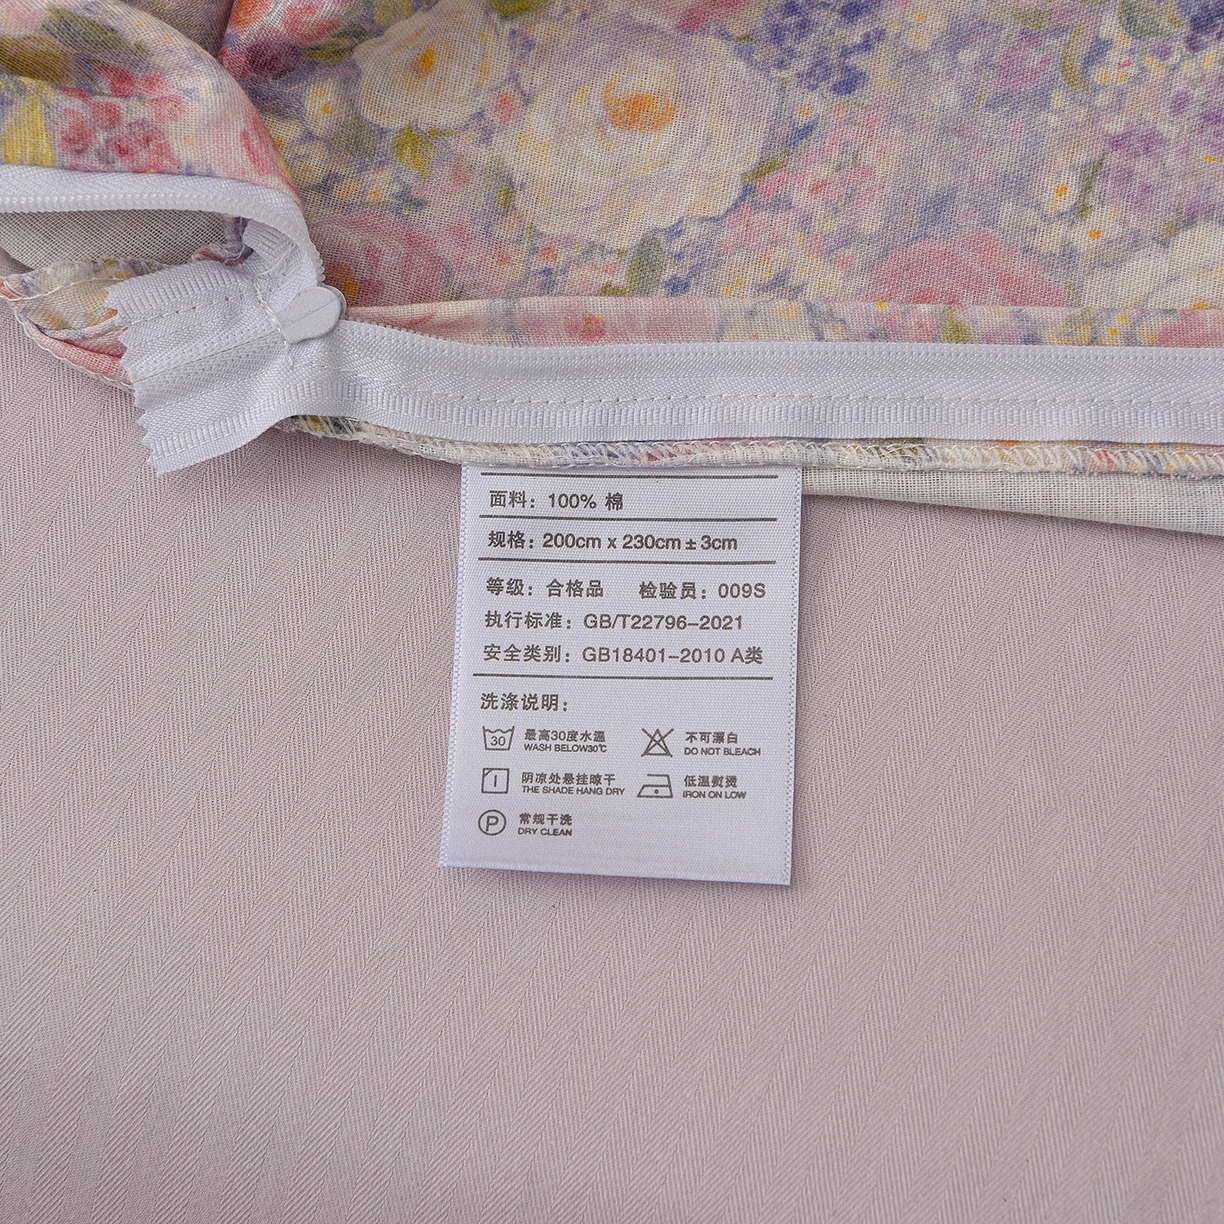 面料：100% 棉
规格：200cm x 230cm ± 3cm
等级：合格品 检验员：009S
执行标准：GB/T22796-2021
安全类别：GB18401-2010 A类
洗涤说明：
30 最高30度水温 不可漂白
WASH BELOW30℃ DO NOT BLEACH
阴凉处悬挂晾干 低温熨烫
THE SHADE HANG DRY IRON ON LOW
P 常规干洗
DRY CLEAN